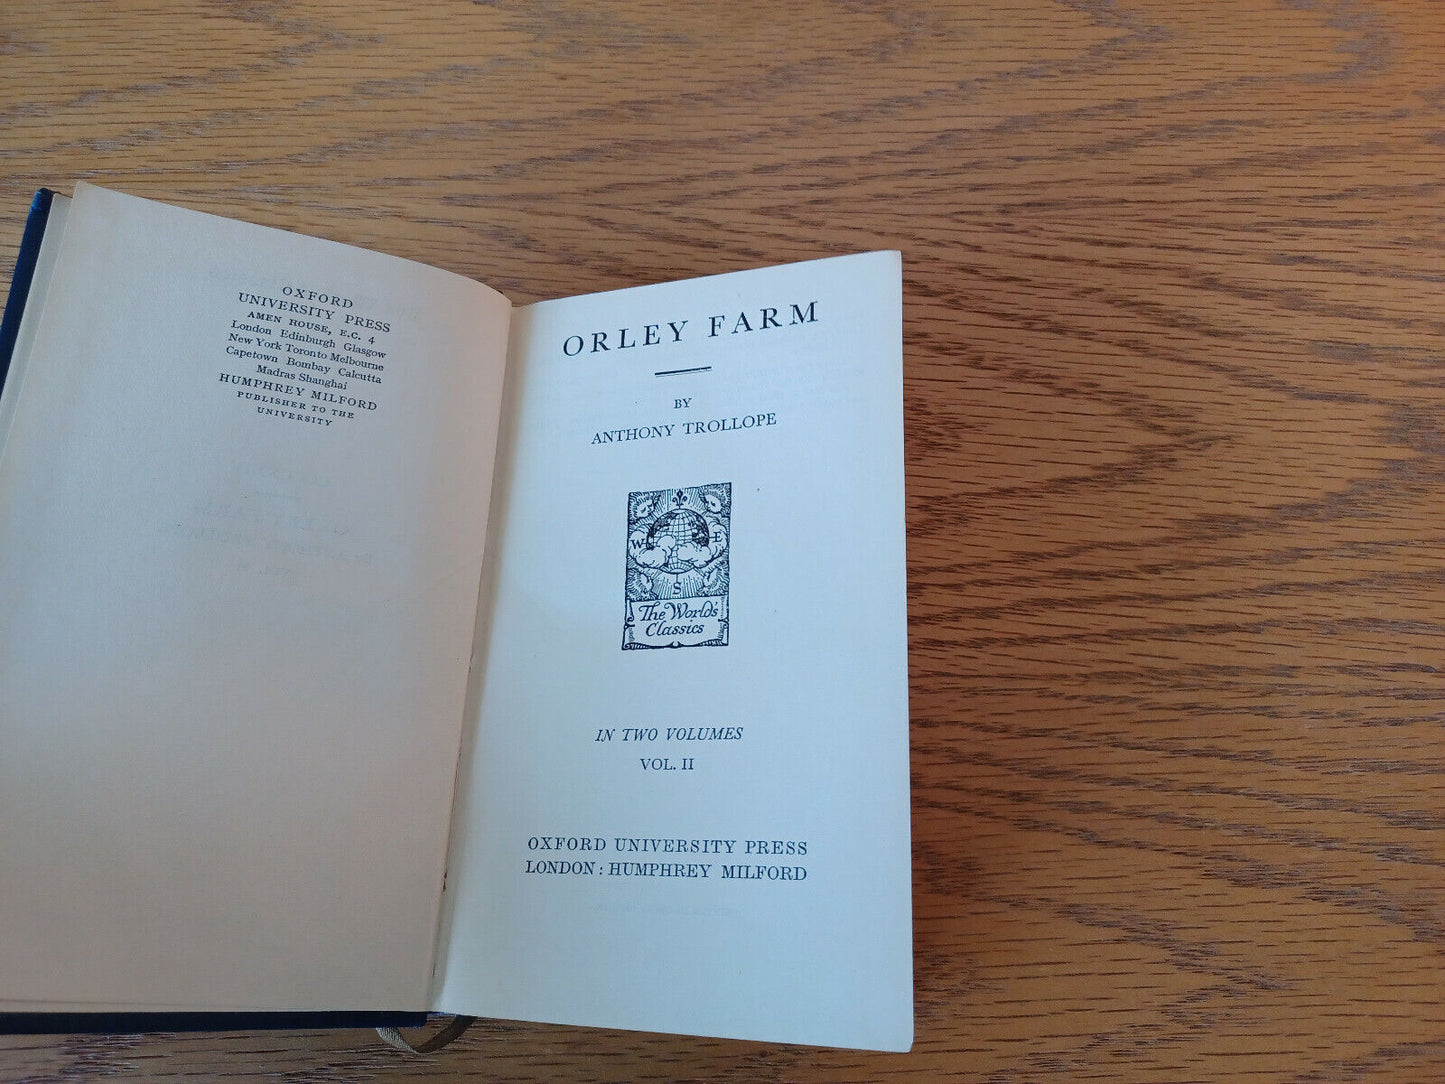 OXFORD
UNIVERSITY PRESS
AMEN HOUSE, E.C. 4
London Edinburgh Glasgow
New York Toronto Melbourne
Capetown Bombay Calcutta
Madras Shanghai
HUMPHREY MILFORD
PUBLISHER TO THE
UNIVERSITY
ORLEY FARM
BY
ANTHONY TROLLOPE
W E
S
The World's
Classics
IN TWO VOLUMES
VOL. II
OXFORD UNIVERSITY PRESS
LONDON : HUMPHREY MILFORD